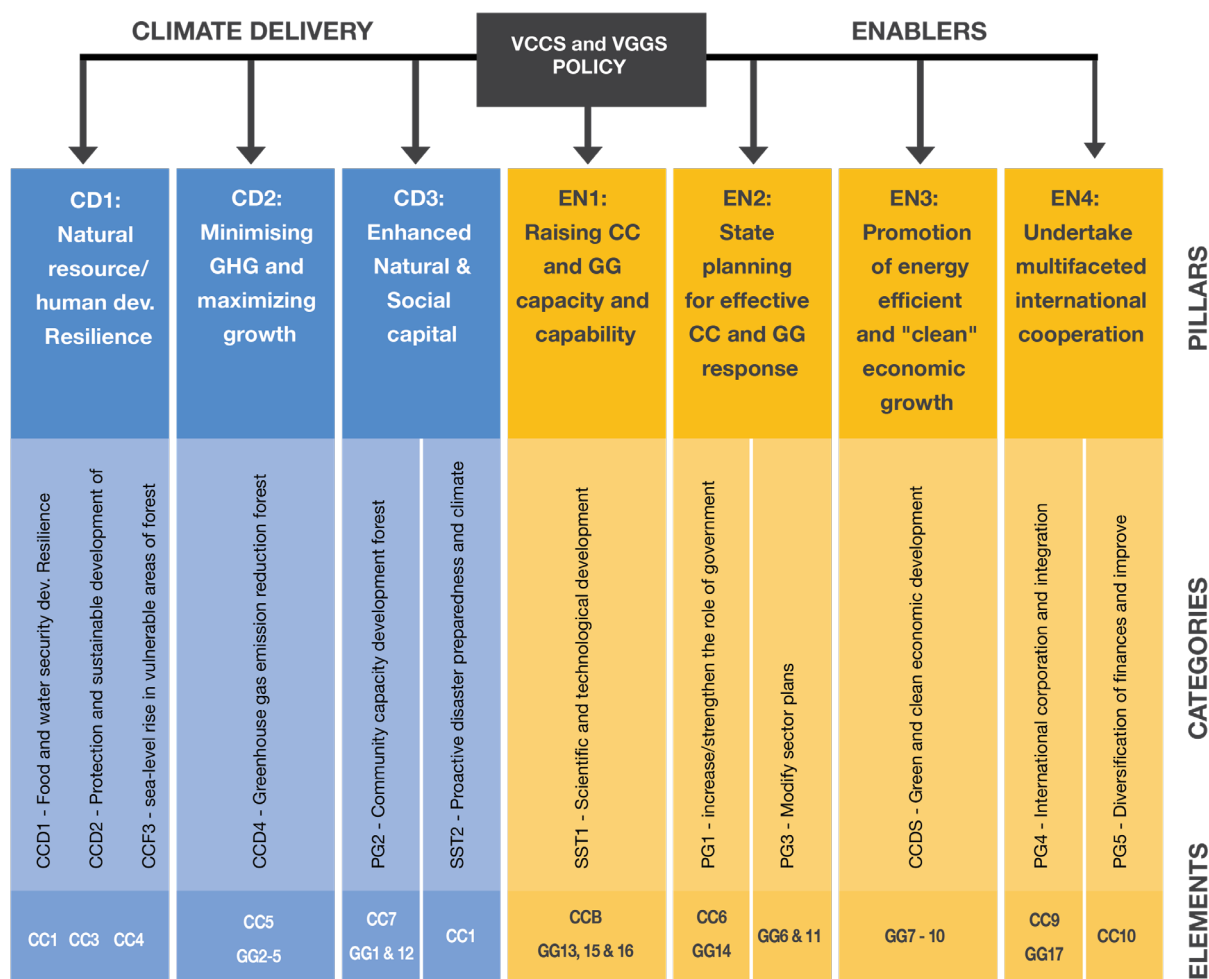 CLIMATE DELIVERY
VCCS and VGGS
POLICY
ENABLERS
CD1:
Natural
resource/
human dev.
Resilience
CD2:
Minimising
GHG and
maximizing
growth
CD3:
Enhanced
Natural &
Social
capital
EN1:
Raising CC
and GG
capacity and
capability
EN2:
State
planning
for effective
CC and GG
response
EN3:
Promotion
of energy
efficient
and "clean"
economic
growth
EN4:
Undertake
multifaceted
international
cooperation
PILLARS
CCD1 - Food and water security dev. Resilience
CCD2 - Protection and sustainable development of
CCF3 - sea-level rise in vulnerable areas of forest
CCD4 - Greenhouse gas emission reduction forest
PG2 - Community capacity development forest
SST2 - Proactive disaster preparedness and climate
SST1 - Scientific and technological development
PG1 - increase/strengthen the role of government
PG3 - Modify sector plans
CCDS - Green and clean economic development
PG4 - International corporation and integration
PG5 - Diversification of finances and improve
CATEGORIES
CC1 CC3 CC4
CC5
GG2-5
CC7
GG1 & 12
CC1
CCB
GG13, 15 & 16
CC6
GG14
GG6 & 11
GG7 - 10
CC9
GG17
CC10
ELEMENTS